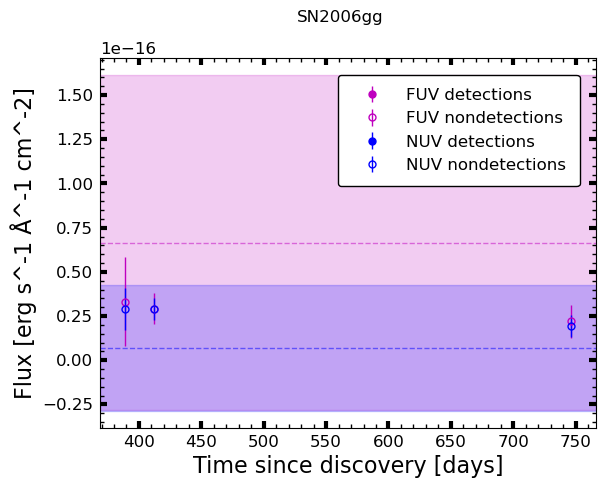 SN2006gg
1e−16
1.50
1.25
1.00
0.75
0.50
0.25
0.00
−0.25
FUV detections
FUV nondetections
NUV detections
NUV nondetections
400 450 500 550 600 650 700 750
Time since discovery [days]
Flux [erg s^-1 Å^-1 cm^-2]